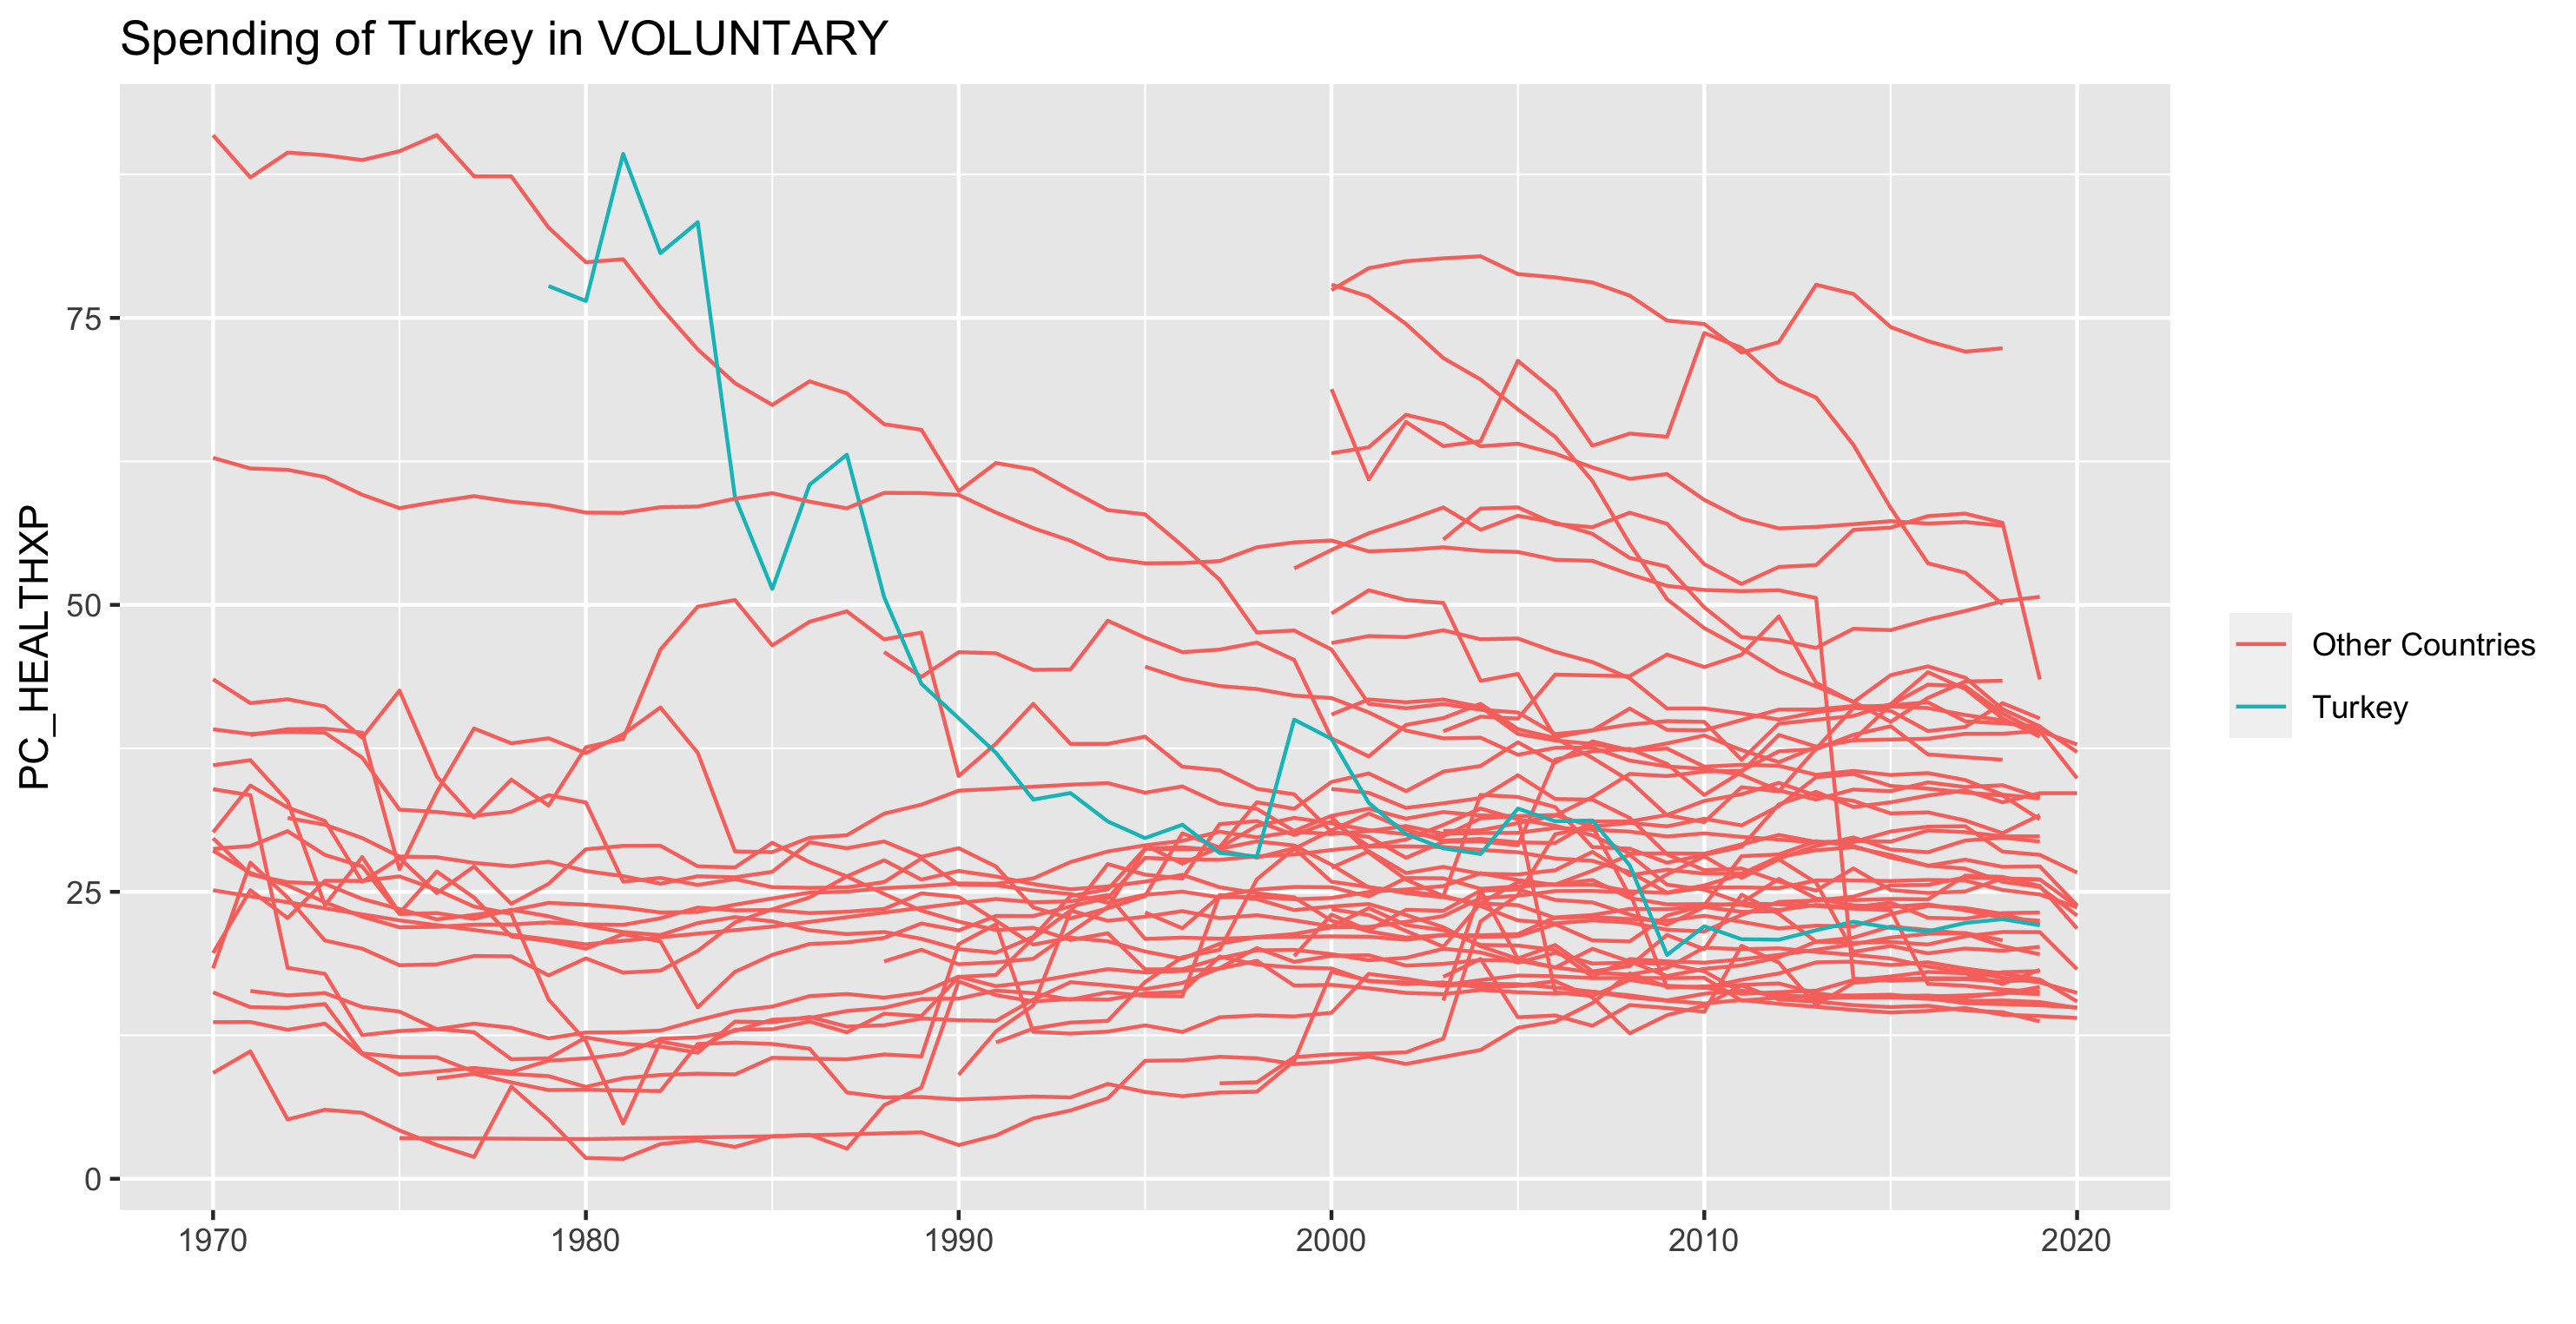 Spending of Turkey in VOLUNTARY
PC_HEALTHXP
75
50
25
0
1970
1980
1990
2000
2010
2020
Other Countries
Turkey